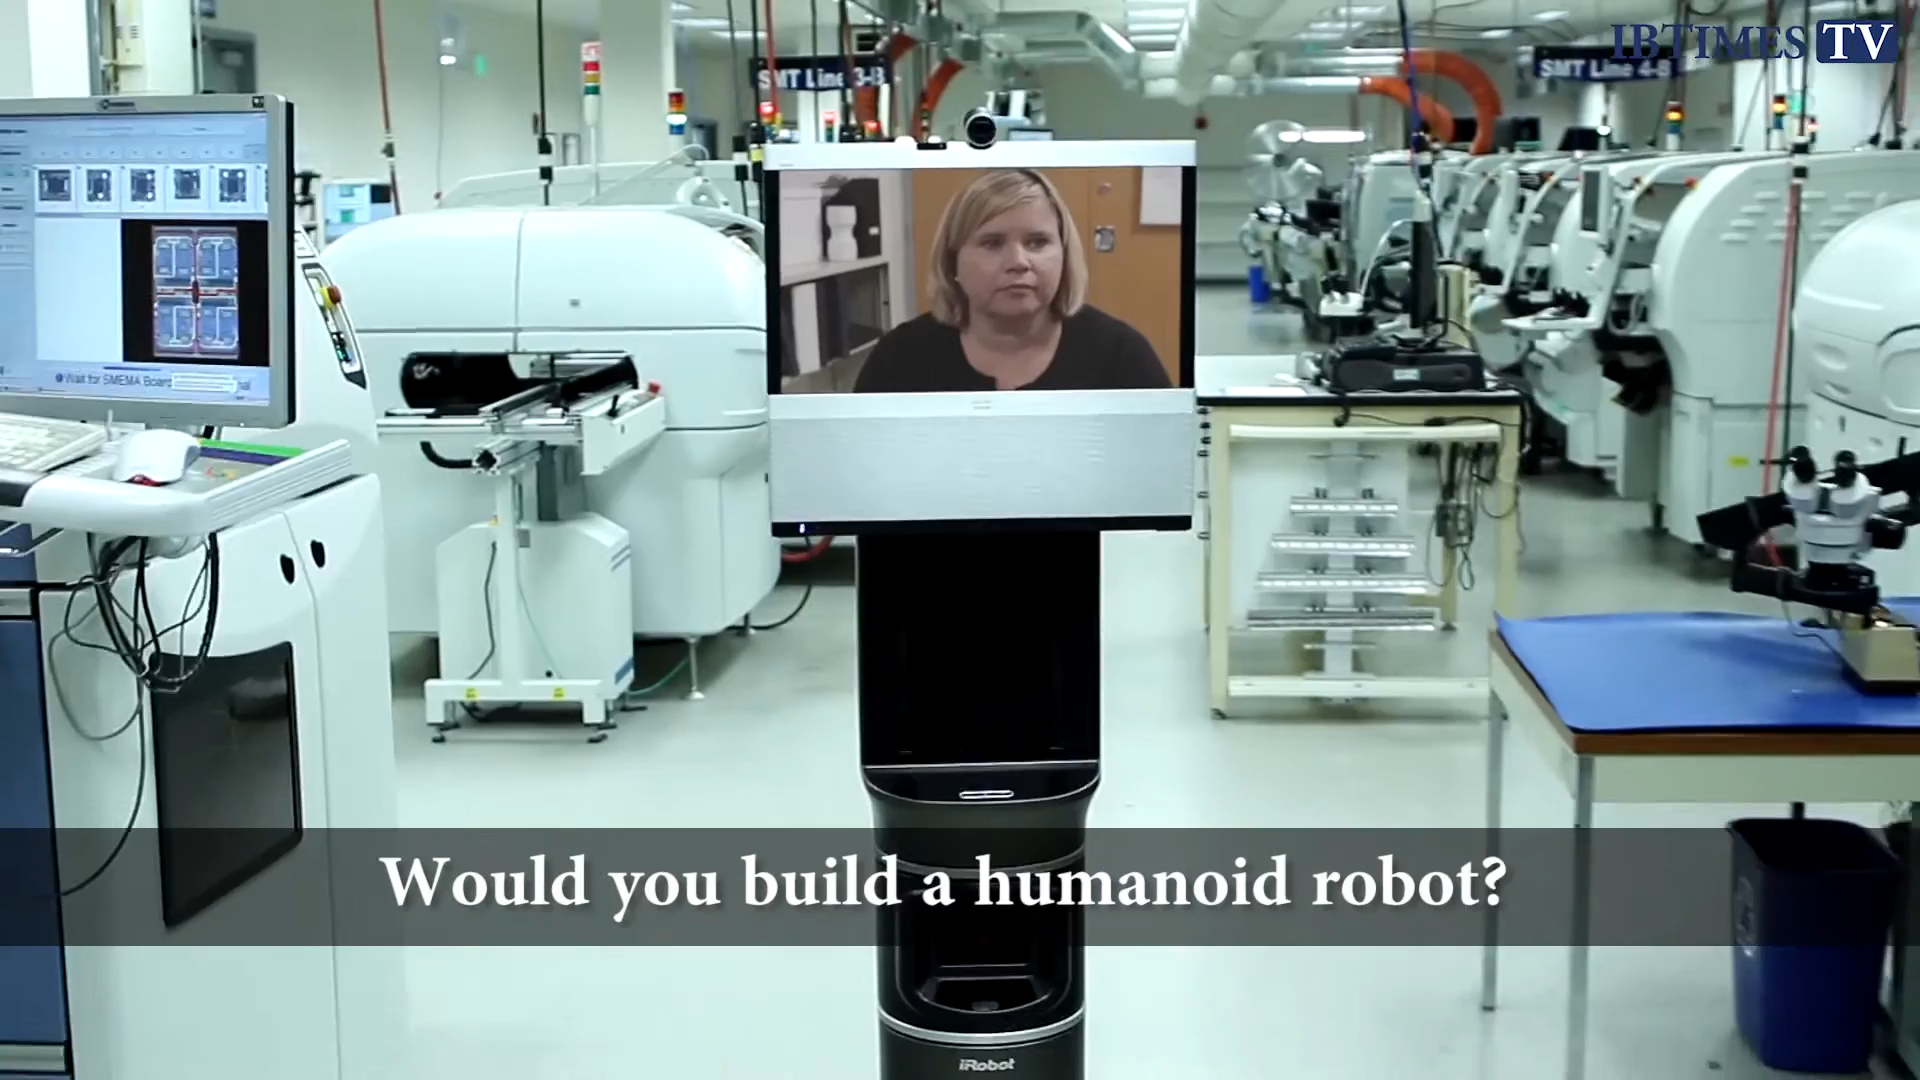 IBTIMES TV
SMT Line 3-B
SMT Line 4-B
Wait for SMEMA Board
Would you build a humanoid robot?
iRobot